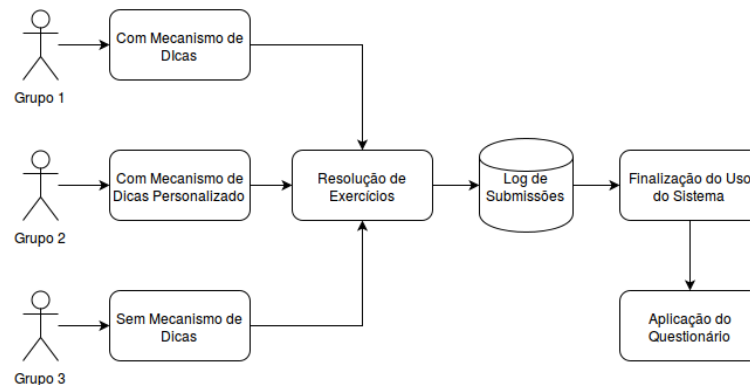 Com Mecanismo de
DIcas
Grupo 1
Com Mecanismo de
Dicas Personalizado
Grupo 2
Sem Mecanismo de
Dicas
Grupo 3
Resolução de
Exercícios
Log de
Submissões
Finalização do Uso
do Sistema
Aplicação do
Questionário